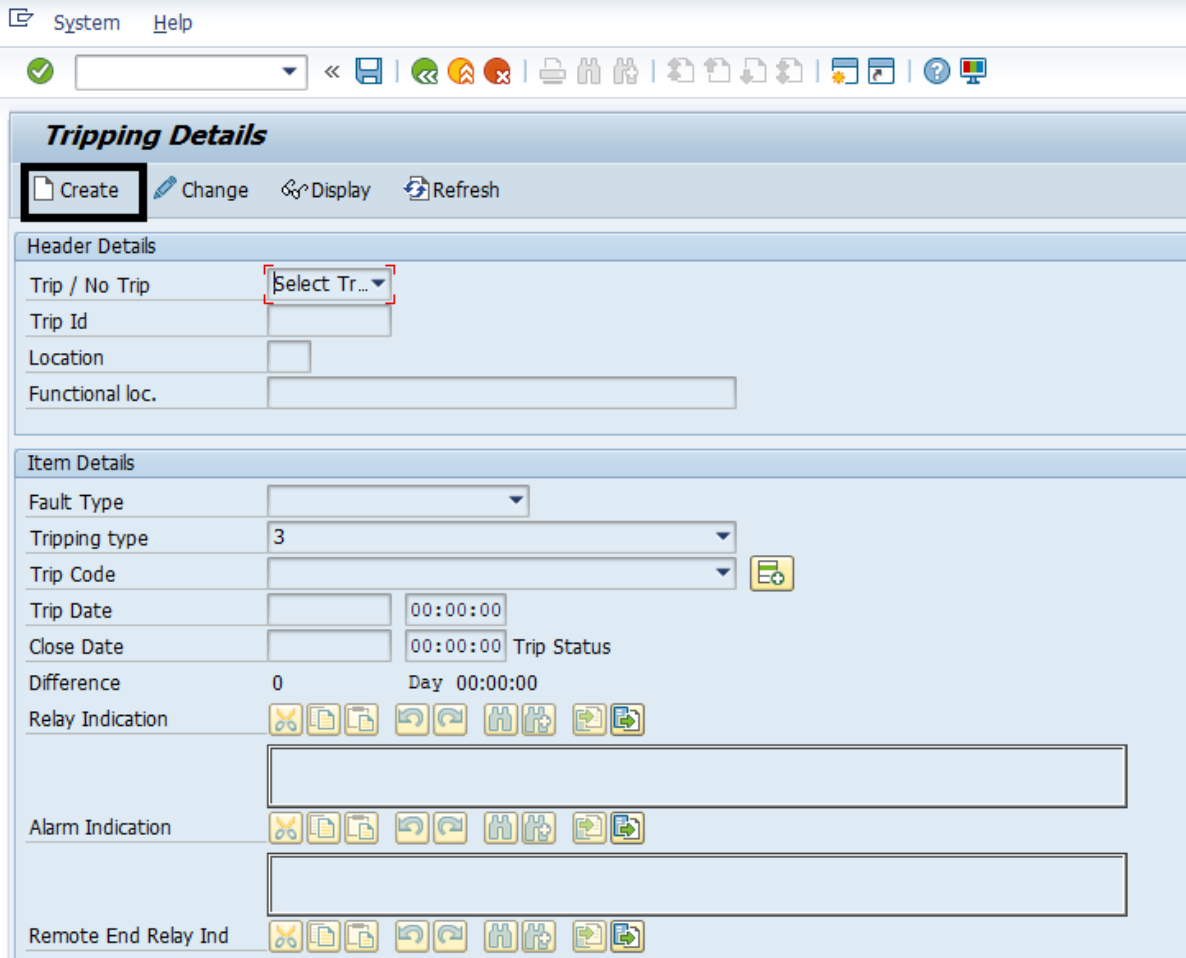 System Help
Tripping Details
Create Change Display Refresh
Header Details
Trip / No Trip Select Tr...
Trip Id
Location
Functional loc.
Item Details
Fault Type
Tripping type 3
Trip Code
Trip Date 00:00:00
Close Date 00:00:00 Trip Status
Difference 0 Day 00:00:00
Relay Indication
Alarm Indication
Remote End Relay Ind